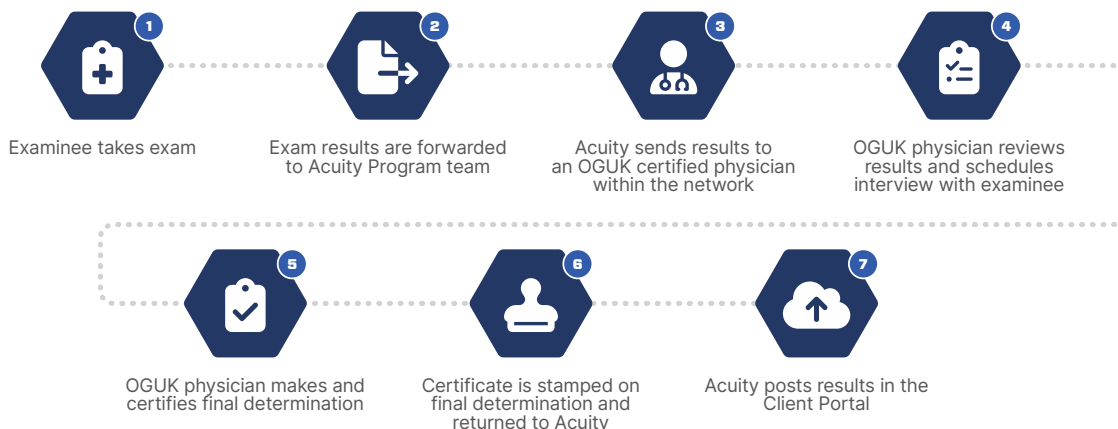 1
Examinee takes exam
2
Exam results are forwarded
to Acuity Program team
3
Acuity sends results to
an OGUK certified physician
within the network
4
OGUK physician reviews
results and schedules
interview with examinee
5
OGUK physician makes and
certifies final determination
6
Certificate is stamped on
final determination and
returned to Acuity
7
Acuity posts results in the
Client Portal